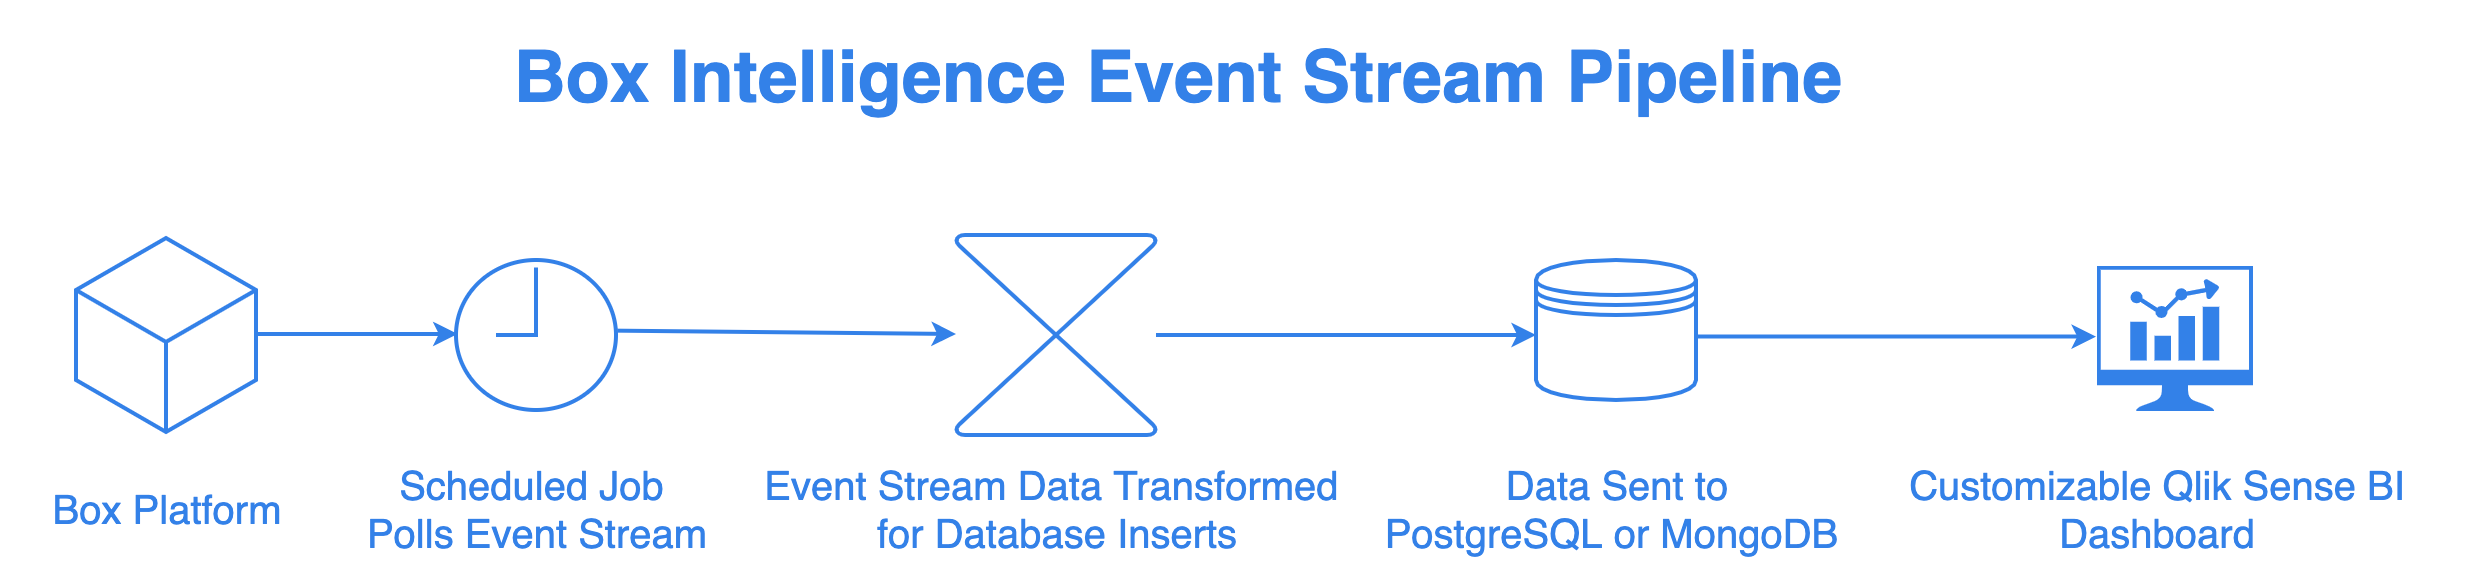 Box Intelligence Event Stream Pipeline
Box Platform
Scheduled Job
Polls Event Stream
Event Stream Data Transformed
for Database Inserts
Data Sent to
PostgreSQL or MongoDB
Customizable Qlik Sense BI
Dashboard